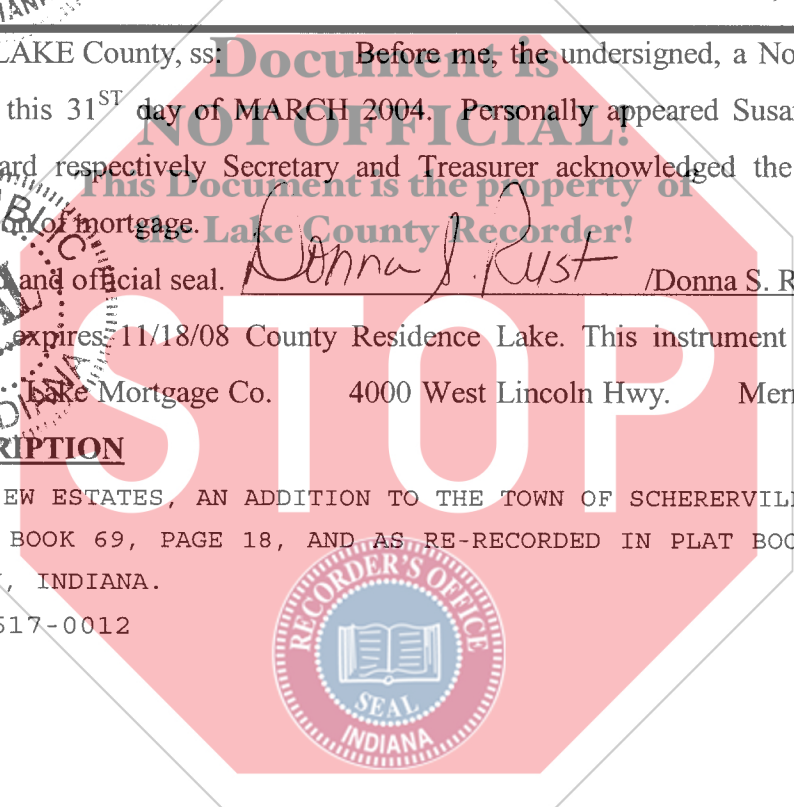 LAKE County, ss: Before me, the undersigned, a No
this 31ST day of MARCH 2004. Personally appeared Susa
ard respectively Secretary and Treasurer acknowledged the
on of mortgage.
and official seal. Donna S. Rust /Donna S. R
expires 11/18/08 County Residence Lake. This instrument
Lake Mortgage Co. 4000 West Lincoln Hwy. Merr
RIPTION
EW ESTATES, AN ADDITION TO THE TOWN OF SCHERERVIL
BOOK 69, PAGE 18, AND AS RE-RECORDED IN PLAT BOO
, INDIANA.
517-0012
Document is
NOT OFFICIAL!
This Document is the property of
the Lake County Recorder!
STOP
RECORDER'S OFFICE
SEAL
INDIANA